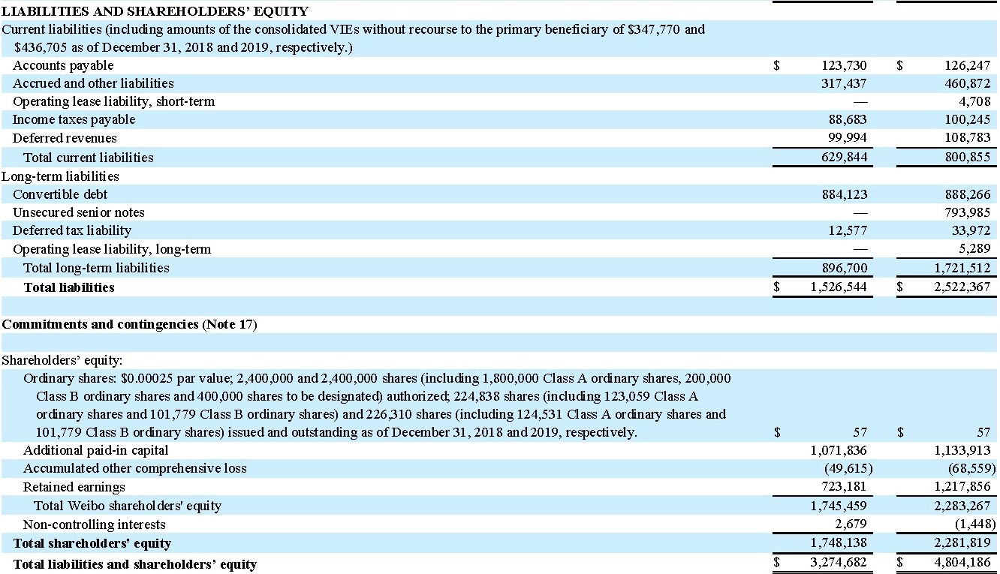 LIABILITIES AND SHAREHOLDERS’ EQUITY
Current liabilities (including amounts of the consolidated VIEs without recourse to the primary beneficiary of $347,770 and
$436,705 as of December 31, 2018 and 2019, respectively.)
Accounts payable $ 123,730 $ 126,247
Accrued and other liabilities 317,437 460,872
Operating lease liability, short-term — 4,708
Income taxes payable 88,683 100,245
Deferred revenues 99,994 108,783
Total current liabilities 629,844 800,855
Long-term liabilities
Convertible debt 884,123 888,266
Unsecured senior notes — 793,985
Deferred tax liability 12,577 33,972
Operating lease liability, long-term — 5,289
Total long-term liabilities 896,700 1,721,512
Total liabilities $ 1,526,544 $ 2,522,367
Commitments and contingencies (Note 17)
Shareholders’ equity:
Ordinary shares: $0.00025 par value; 2,400,000 and 2,400,000 shares (including 1,800,000 Class A ordinary shares, 200,000
Class B ordinary shares and 400,000 shares to be designated) authorized; 224,838 shares (including 123,059 Class A
ordinary shares and 101,779 Class B ordinary shares) and 226,310 shares (including 124,531 Class A ordinary shares and
101,779 Class B ordinary shares) issued and outstanding as of December 31, 2018 and 2019, respectively. $ 57 $ 57
Additional paid-in capital 1,071,836 1,133,913
Accumulated other comprehensive loss (49,615) (68,559)
Retained earnings 723,181 1,217,856
Total Weibo shareholders' equity 1,745,459 2,283,267
Non-controlling interests 2,679 (1,448)
Total shareholders' equity 1,748,138 2,281,819
Total liabilities and shareholders’ equity $ 3,274,682 $ 4,804,186